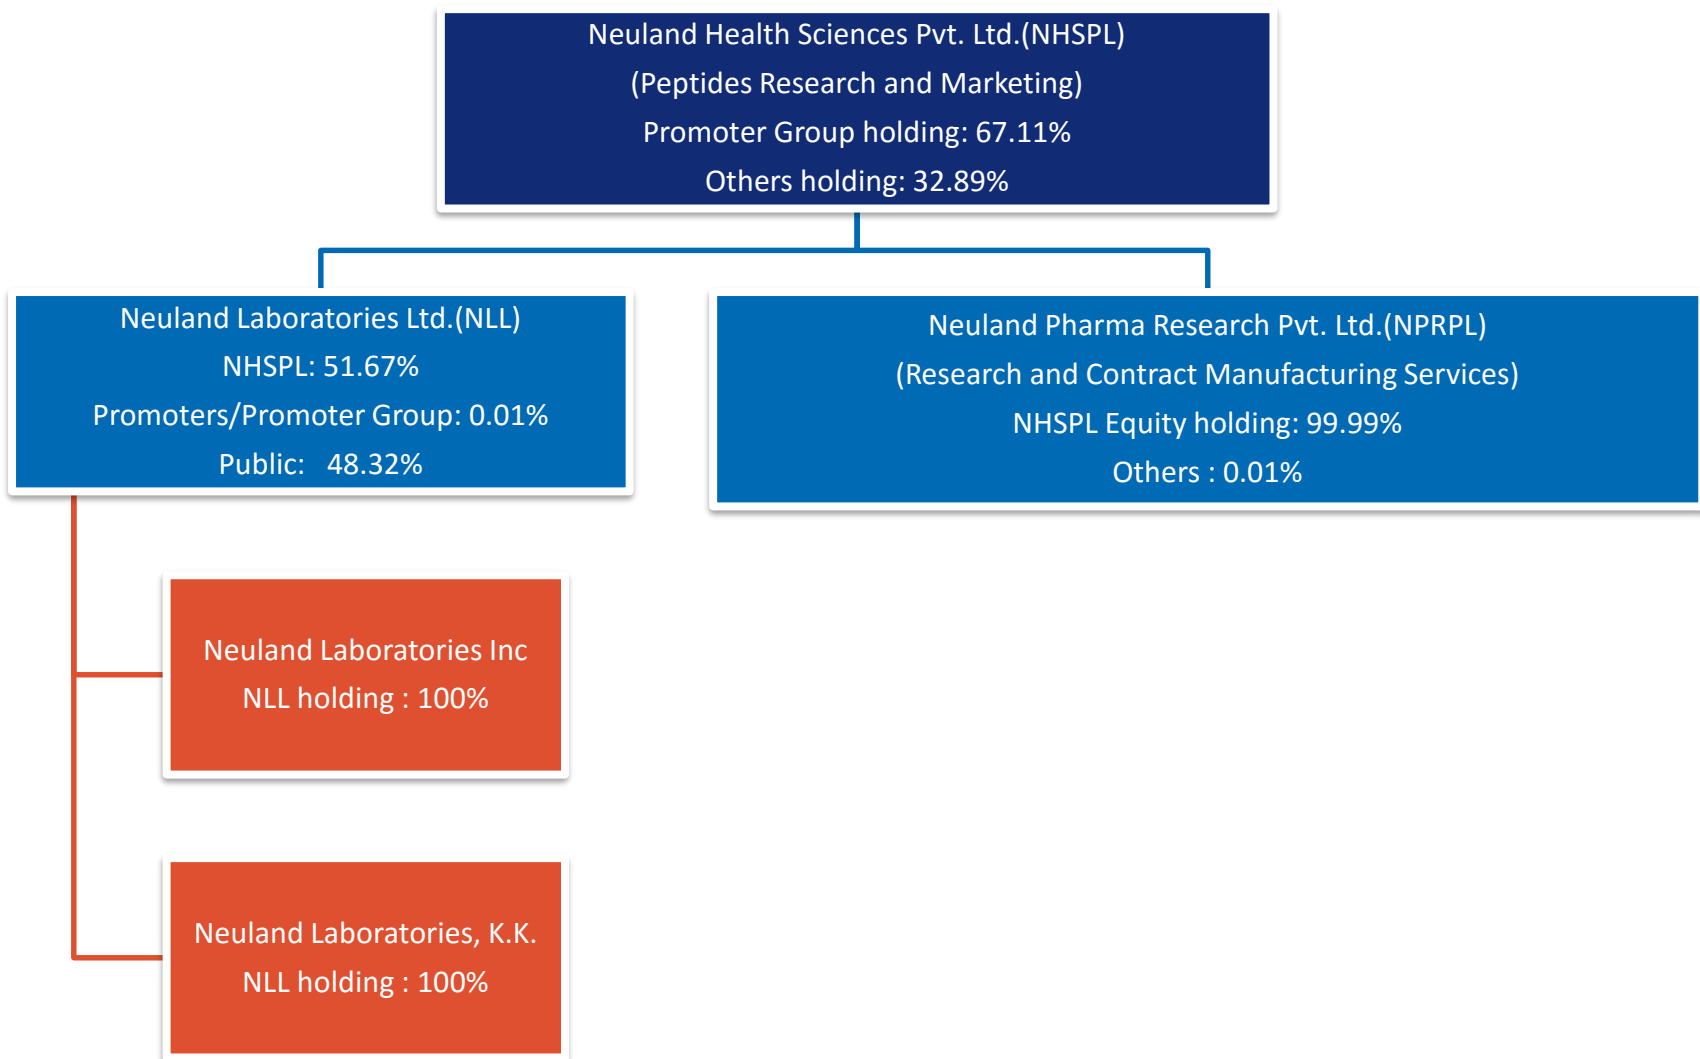 Neuland Health Sciences Pvt. Ltd.(NHSPL)
(Peptides Research and Marketing)
Promoter Group holding: 67.11%
Others holding: 32.89%
Neuland Laboratories Ltd.(NLL)
NHSPL: 51.67%
Promoters/Promoter Group: 0.01%
Public:   48.32%
Neuland Pharma Research Pvt. Ltd.(NPRPL)
(Research and Contract Manufacturing Services)
NHSPL Equity holding: 99.99%
Others : 0.01%
Neuland Laboratories Inc
NLL holding : 100%
Neuland Laboratories, K.K.
NLL holding : 100%